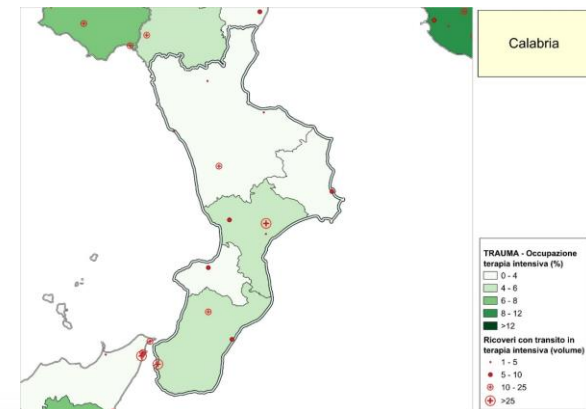 Calabria
TRAUMA - Occupazione
terapia intensiva (%)
0 - 4
4 - 6
6 - 8
8 - 12
>12
Ricoveri con transito in
terapia intensiva (volume)
1 - 5
5 - 10
10 - 25
>25